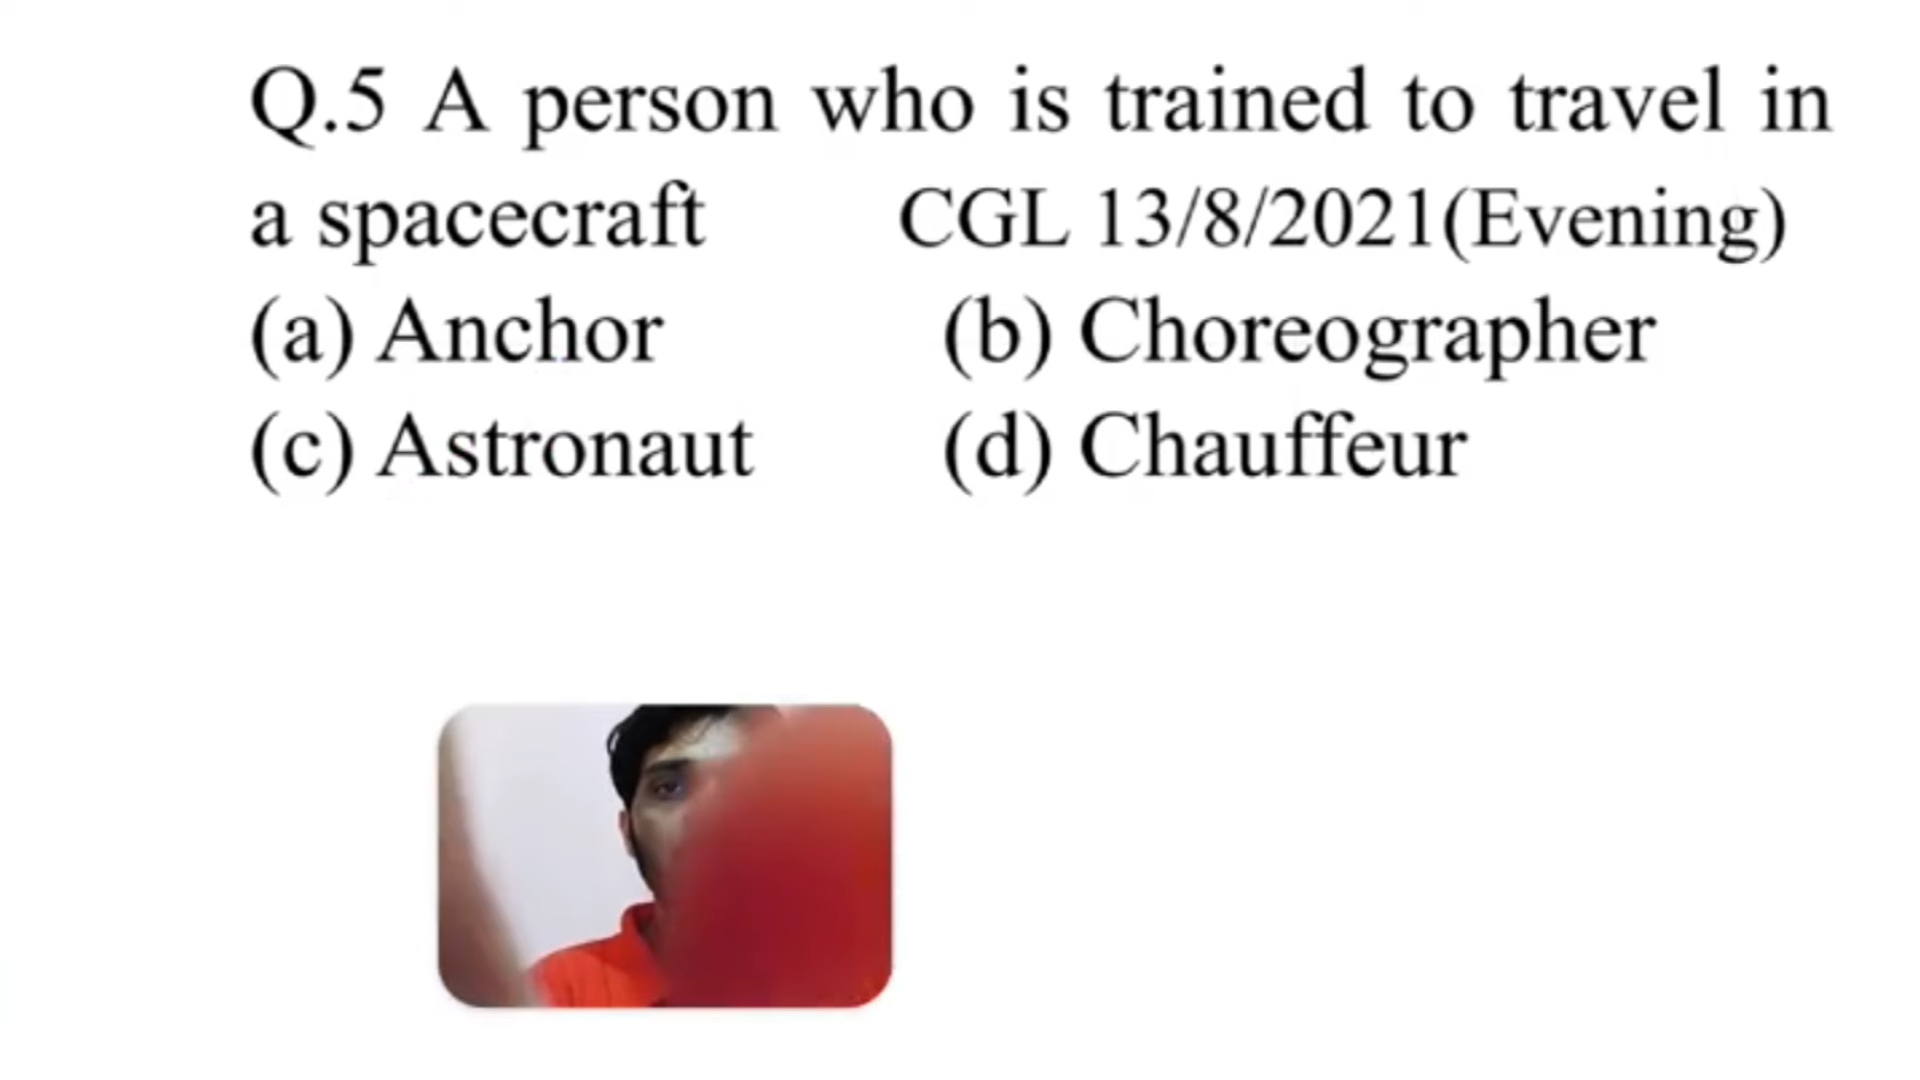 Q.5 A person who is trained to travel in
a spacecraft CGL 13/8/2021(Evening)
(a) Anchor (b) Choreographer
(c) Astronaut (d) Chauffeur